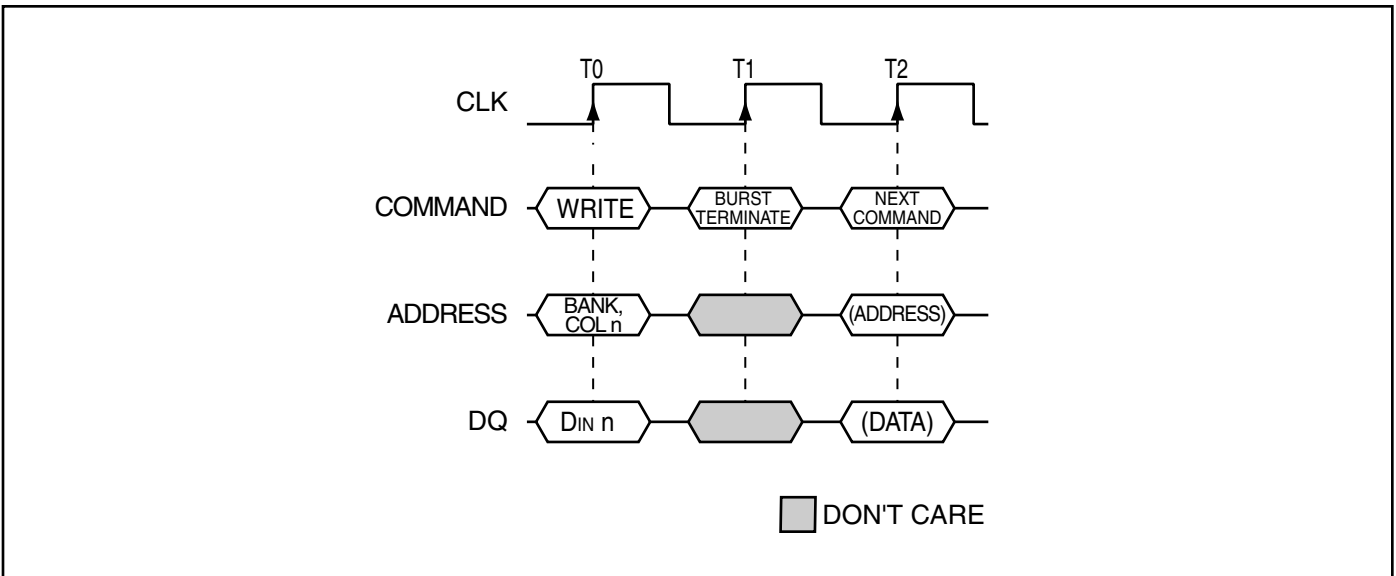 T0 T1 T2
CLK
COMMAND WRITE BURST TERMINATE NEXT COMMAND
ADDRESS BANK, COL n (ADDRESS)
DQ DIN n (DATA)
DON'T CARE